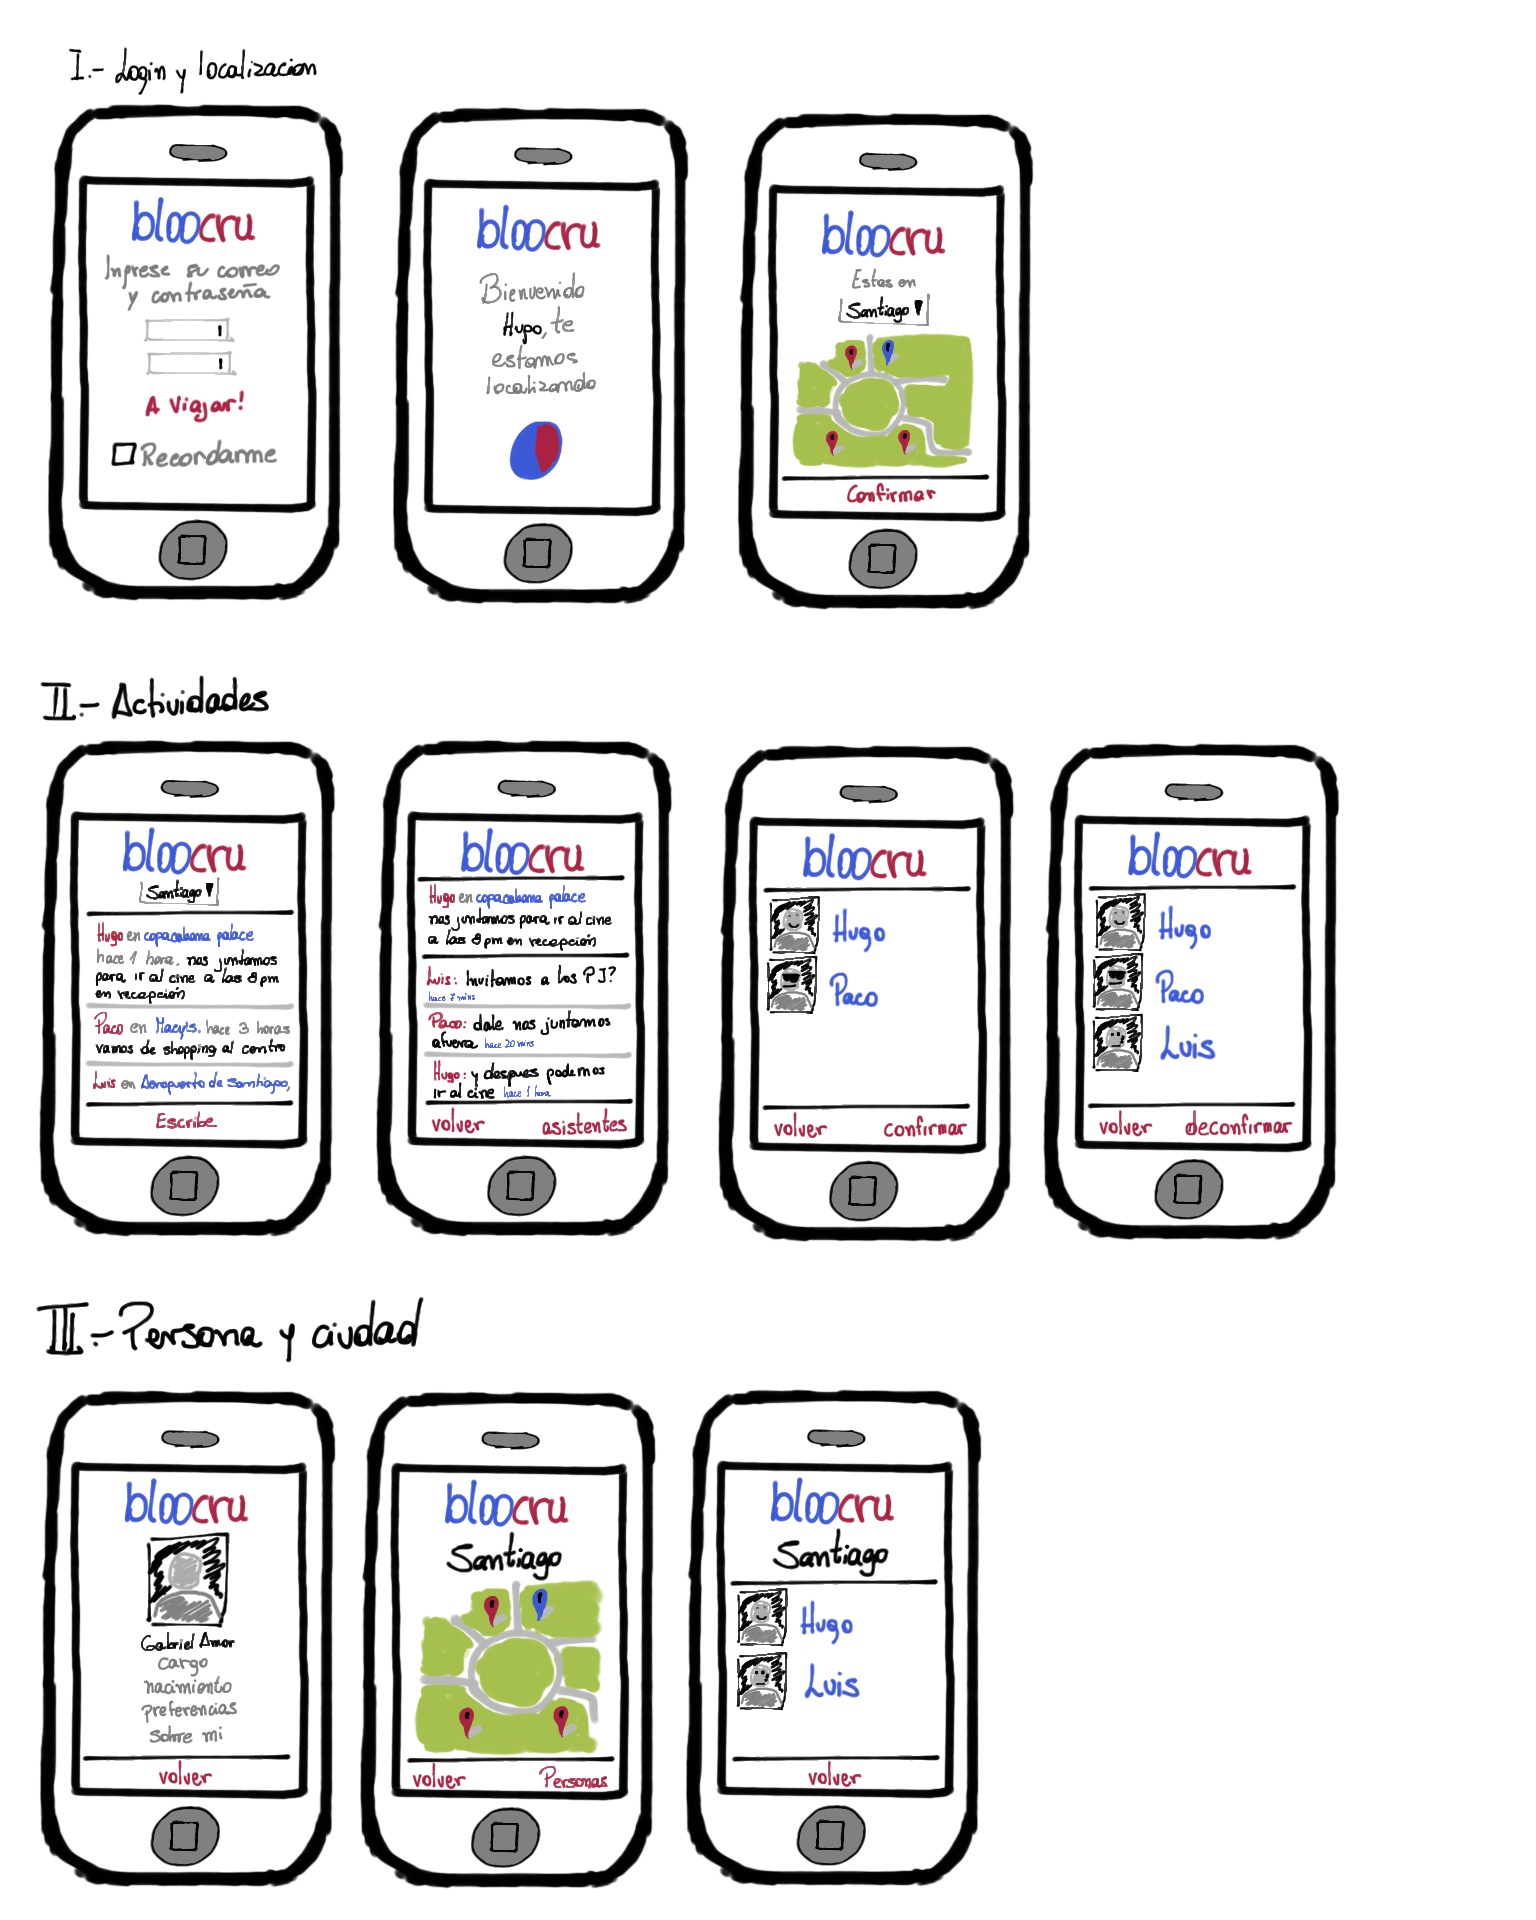 I.- Login y localizacion
bloocru
Ingrese su correo
y contraseña
A Viajar!
Recordarme
bloocru
Bienvenido
Hugo, te
estamos
localizando
bloocru
Estas en
Santiago
Confirmar
II.- Actividades
bloocru
Santiago
Hugo en copacabana palace
hace 1 hora. nos juntamos
para ir al cine a las 8 pm
en recepción
Paco en Macy's. hace 3 horas
vamos de shopping al centro
Luis en Aeropuerto de Santiago,
Escribe
bloocru
Hugo en copacabana palace
nos juntamos para ir al cine
a las 8 pm en recepción
Luis: Invitamos a los PJ?
hace 7 mins
Paco: dale nos juntamos
afuera hace 20 mins
Hugo: y despues podemos
ir al cine hace 1 hora
volver asistentes
bloocru
Hugo
Paco
volver confirmar
bloocru
Hugo
Paco
Luis
volver deconfirmar
III.- Persona y ciudad
bloocru
Gabriel Amor
cargo
nacimiento
preferencias
sobre mi
volver
bloocru
Santiago
volver Personas
bloocru
Santiago
Hugo
Luis
volver